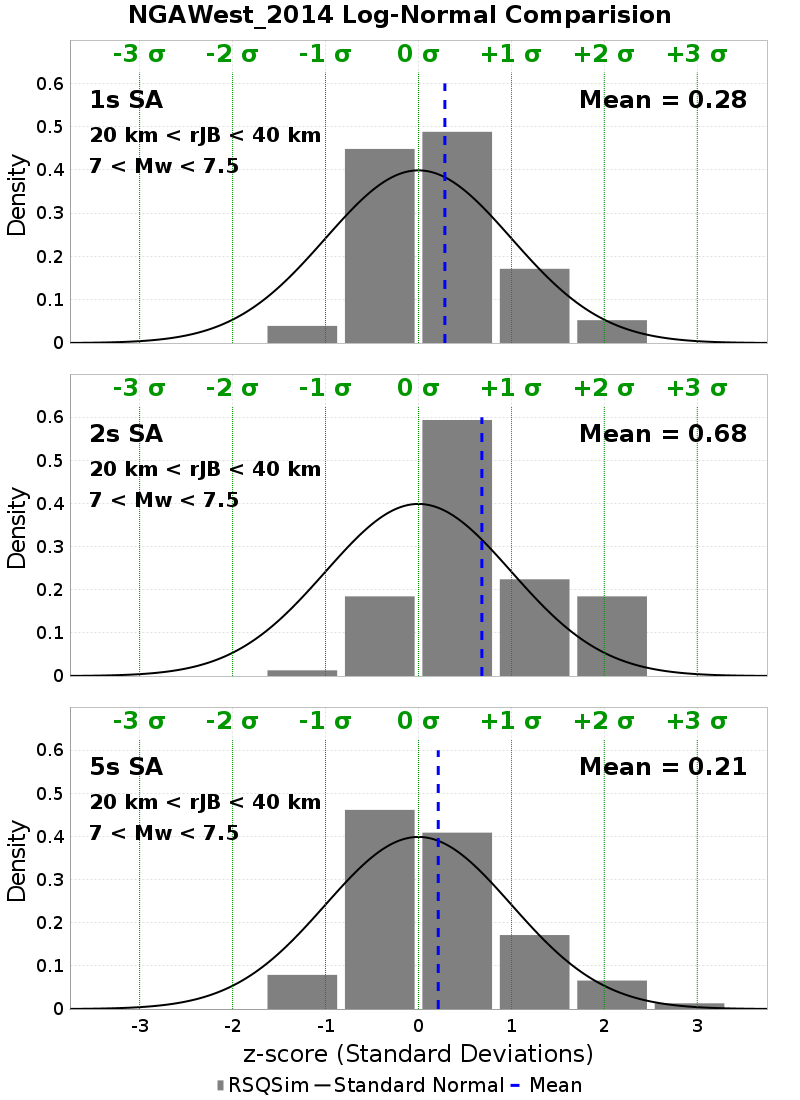 NGAWest_2014 Log-Normal Comparision
-3 σ -2 σ -1 σ 0 σ +1 σ +2 σ +3 σ
1s SA Mean = 0.28
20 km < rJB < 40 km
7 < Mw < 7.5
Density
0.6
0.5
0.4
0.3
0.2
0.1
0
-3 σ -2 σ -1 σ 0 σ +1 σ +2 σ +3 σ
2s SA Mean = 0.68
20 km < rJB < 40 km
7 < Mw < 7.5
Density
0.6
0.5
0.4
0.3
0.2
0.1
0
-3 σ -2 σ -1 σ 0 σ +1 σ +2 σ +3 σ
5s SA Mean = 0.21
20 km < rJB < 40 km
7 < Mw < 7.5
Density
0.6
0.5
0.4
0.3
0.2
0.1
0
-3 -2 -1 0 1 2 3
z-score (Standard Deviations)
RSQSim Standard Normal Mean